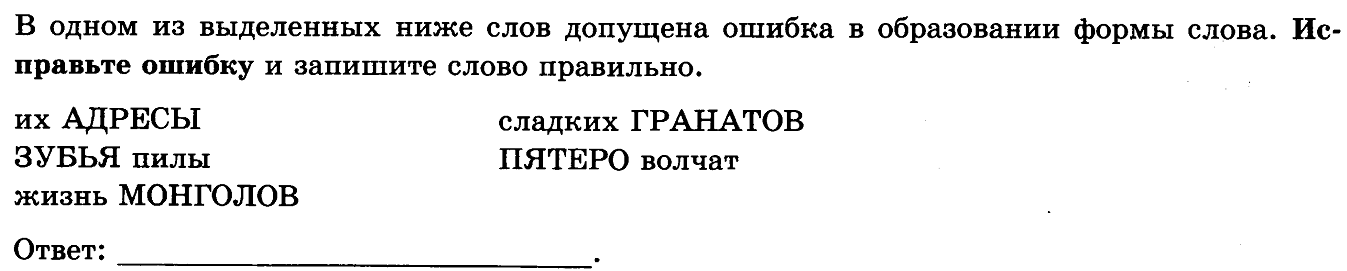 В одном из выделенных ниже слов допущена ошибка в образовании формы слова. Ис-
правьте ошибку и запишите слово правильно.
их АДРЕСЫ сладких ГРАНАТОВ
ЗУБЬЯ пилы ПЯТЕРО волчат
жизнь МОНГОЛОВ
Ответ: ______________________________.